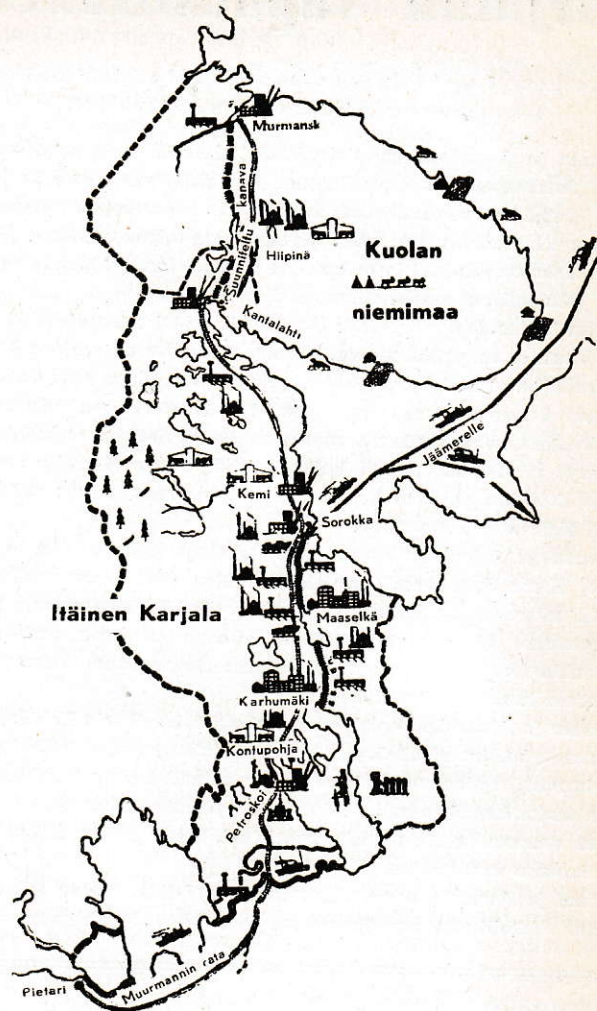 Murmansk
Suunniteltu kanava
Hiipinä
Kuolan
niemimaa
Kantalahti
Jäämerelle
Kemi
Sorokka
Itäinen Karjala
Maaselkä
Karhumäki
Kontupohja
Petroskoi
Pietari
Muurmannin rata